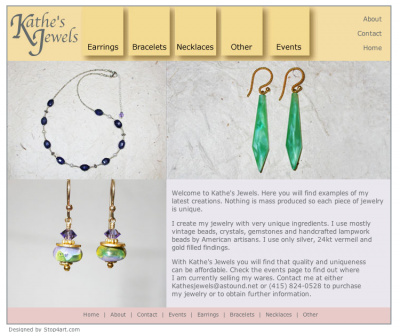 Kathe's
Jewels
Earrings
Bracelets
Necklaces
Other
Events
About
Contact
Home
Welcome to Kathe's Jewels. Here you will find examples of my
latest creations. Nothing is mass produced so each piece of jewelry
is unique.
I create my jewelry with very unique ingredients. I use mostly
vintage beads, crystals, gemstones and handcrafted lampwork
beads by American artisans. I use only silver, 24kt vermeil and
gold filled findings.
With Kathe's Jewels you will find that quality and uniqueness
can be affordable. Check the events page to find out where
I am currently selling my wares. Contact me at either
Kathesjewels@astound.net or (415) 824-0528 to purchase
my jewelry or to obtain further information.
Home | About | Contact | Events | Earrings | Bracelets | Necklaces | Other
Designed by Stop4art.com